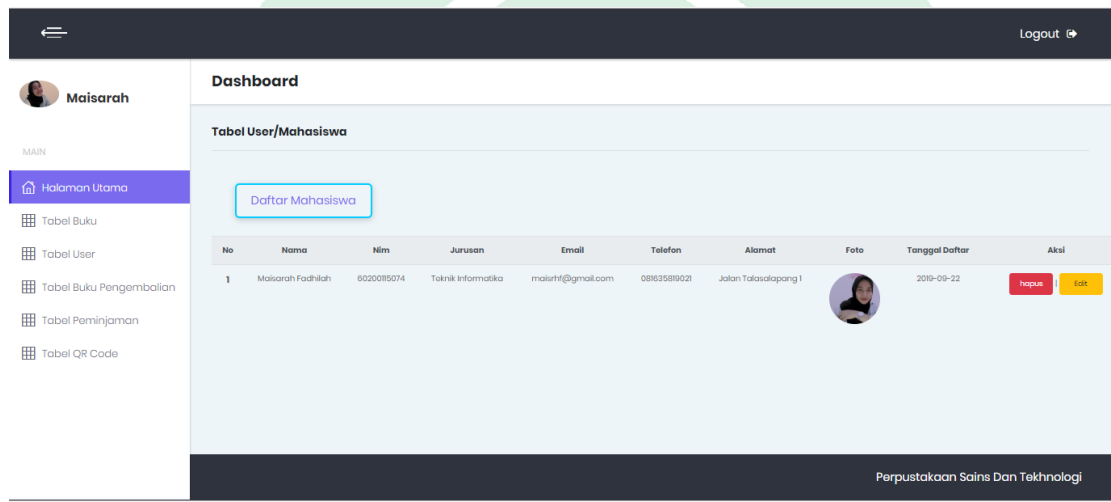 Logout
Maisarah
Dashboard
Tabel User/Mahasiswa
MAIN
Halaman Utama
Tabel Buku
Tabel User
Tabel Buku Pengembalian
Tabel Peminjaman
Tabel QR Code
Daftar Mahasiswa
No Nama Nim Jurusan Email Telefon Alamat Foto Tanggal Daftar Aksi
1 Maisarah Fadhilah 60200115074 Teknik Informatika maisrhf@gmail.com 081635819021 Jalan Talasalapang 1 2019-09-22 hapus | Edit
Perpustakaan Sains Dan Tekhnologi